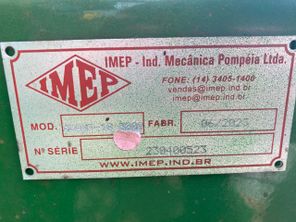 IMEP
IMEP - Ind. Mecânica Pompéia Ltda.
FONE: (14) 3405-1400
vendas@imep.ind.br
imep@imep.ind.br
MOD. FABR. 06/2023
Nº SÉRIE 230400523
WWW.IMEP.IND.BR